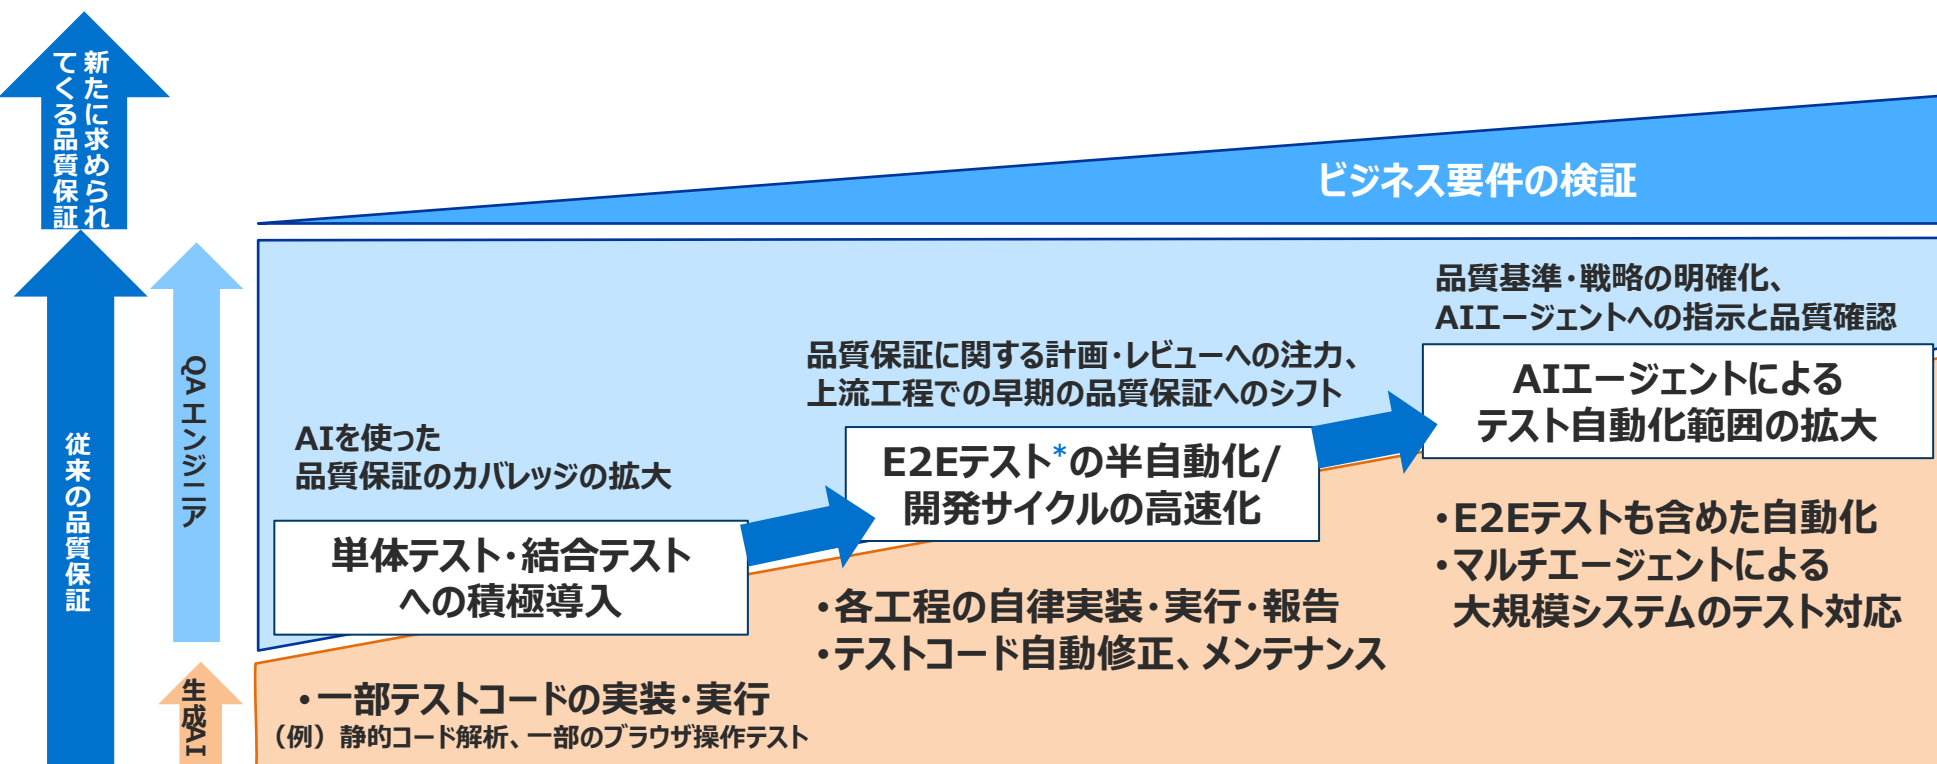 新たに求められ
てくる品質保証
従来の品質保証
QAエンジニア
生成AI
ビジネス要件の検証
AIを使った
品質保証のカバレッジの拡大
単体テスト・結合テスト
への積極導入
・一部テストコードの実装・実行
（例）静的コード解析、一部のブラウザ操作テスト
品質保証に関する計画・レビューへの注力、
上流工程での早期の品質保証へのシフト
E2Eテスト*の半自動化/
開発サイクルの高速化
・各工程の自律実装・実行・報告
・テストコード自動修正、メンテナンス
品質基準・戦略の明確化、
AIエージェントへの指示と品質確認
AIエージェントによる
テスト自動化範囲の拡大
・E2Eテストも含めた自動化
・マルチエージェントによる
大規模システムのテスト対応